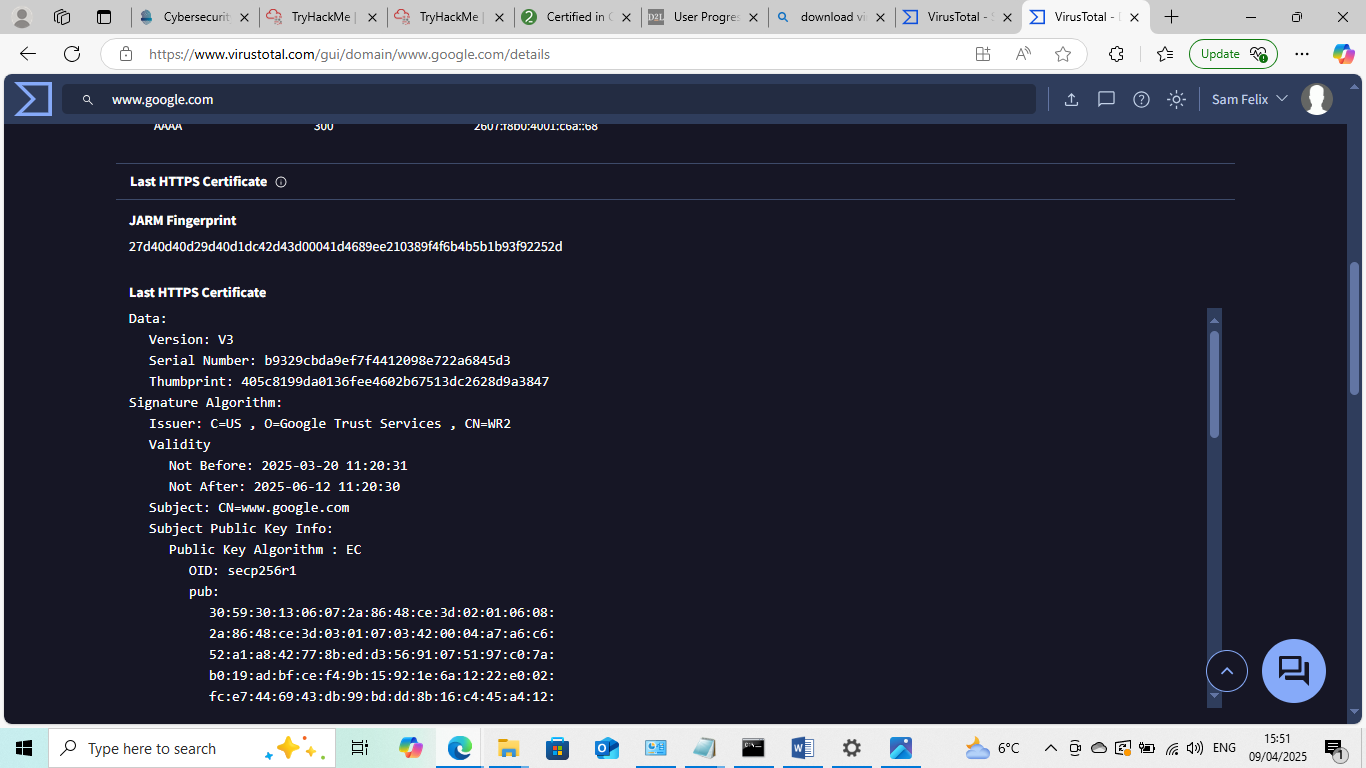 Cybersecurit
TryHackMe |
TryHackMe |
2 Certified in C
D2L User Progres
download vi
VirusTotal -
VirusTotal -
https://www.virustotal.com/gui/domain/www.google.com/details
Update
www.google.com
Sam Felix
AAAA 300 2607:f8b0:4001:c6a::68
Last HTTPS Certificate
JARM Fingerprint
27d40d40d29d40d1dc42d43d00041d4689ee210389f4f6b4b5b1b93f92252d
Last HTTPS Certificate
Data:
Version: V3
Serial Number: b9329cbda9ef7f4412098e722a6845d3
Thumbprint: 405c8199da0136fee4602b67513dc2628d9a3847
Signature Algorithm:
Issuer: C=US , O=Google Trust Services , CN=WR2
Validity
Not Before: 2025-03-20 11:20:31
Not After: 2025-06-12 11:20:30
Subject: CN=www.google.com
Subject Public Key Info:
Public Key Algorithm : EC
OID: secp256r1
pub:
30:59:30:13:06:07:2a:86:48:ce:3d:02:01:06:08:
2a:86:48:ce:3d:03:01:07:03:42:00:04:a7:a6:c6:
52:a1:a8:42:77:8b:ed:d3:56:91:07:51:97:c0:7a:
b0:19:ad:bf:ce:f4:9b:15:92:1e:6a:12:22:e0:02:
fc:e7:44:69:43:db:99:bd:dd:8b:16:c4:45:a4:12:
Type here to search
6°C
ENG
15:51
09/04/2025
1